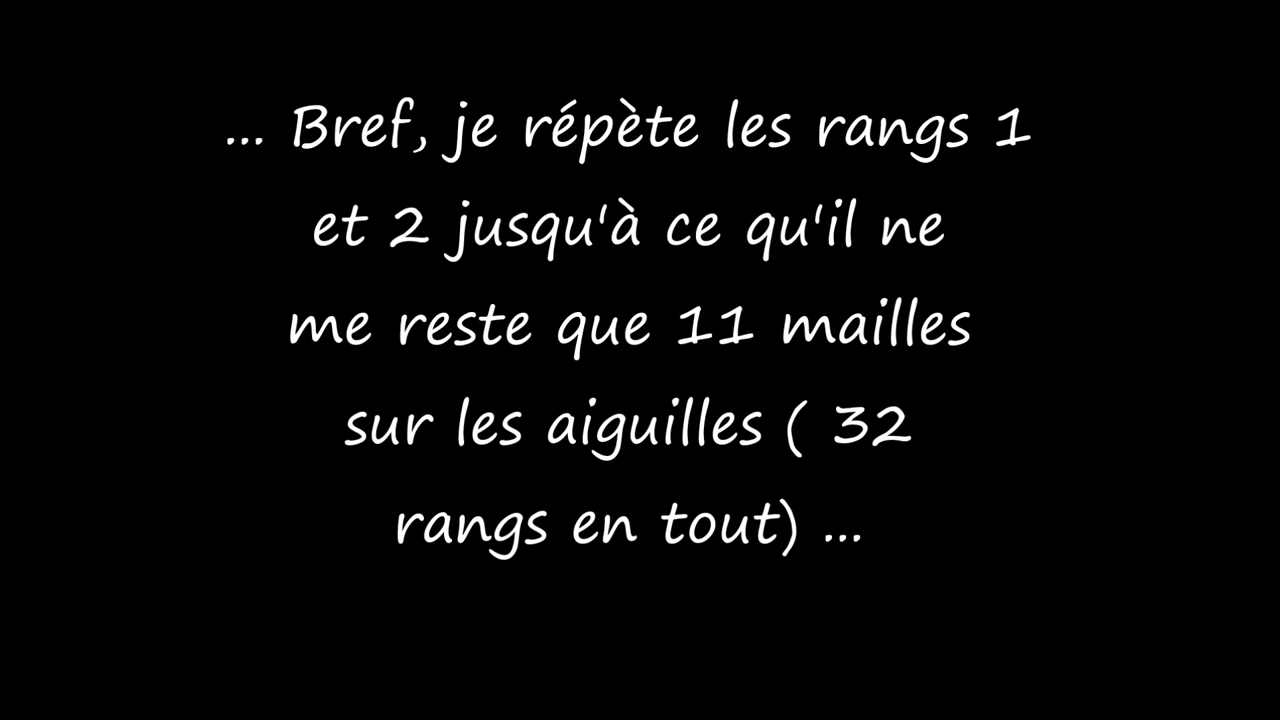 ... Bref, je répète les rangs 1
et 2 jusqu'à ce qu'il ne
me reste que 11 mailles
sur les aiguilles ( 32
rangs en tout) ...